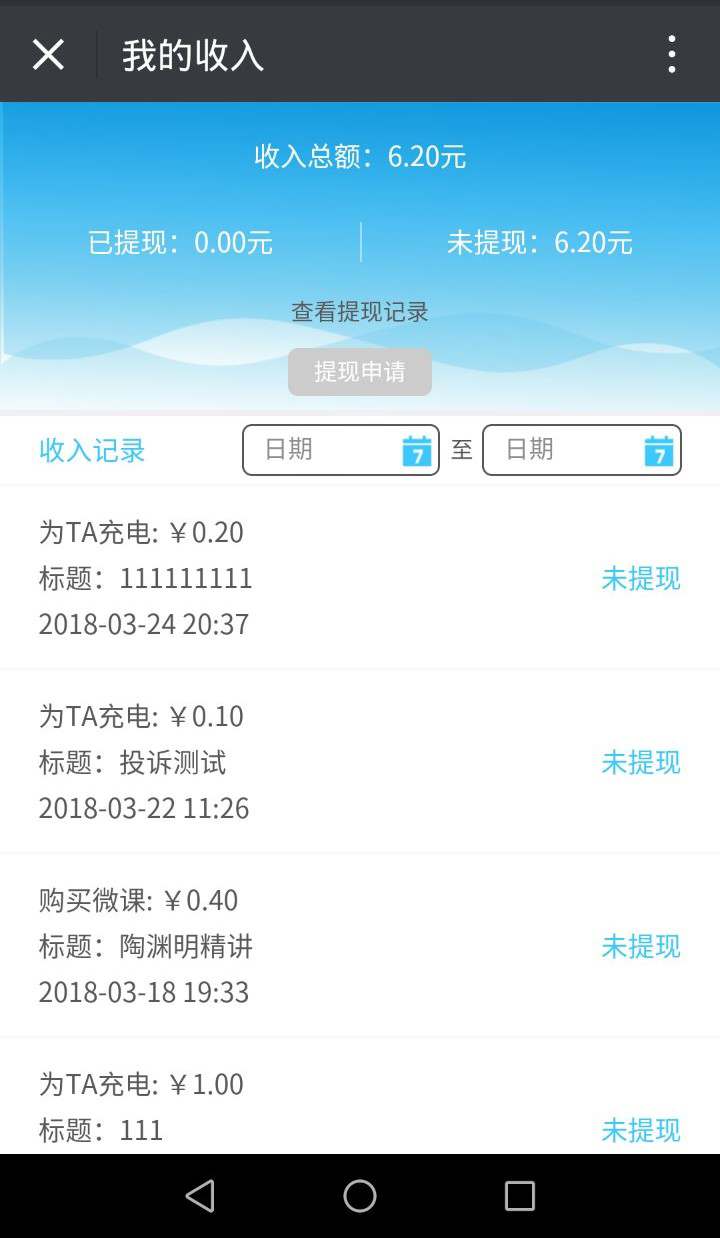 我的收入
收入总额：6.20元
已提现：0.00元
未提现：6.20元
查看提现记录
提现申请
收入记录
日期
7
至
日期
7
为TA充电: ￥0.20
标题：111111111
未提现
2018-03-24 20:37
为TA充电: ￥0.10
标题：投诉测试
未提现
2018-03-22 11:26
购买微课: ￥0.40
标题：陶渊明精讲
未提现
2018-03-18 19:33
为TA充电: ￥1.00
标题：111
未提现